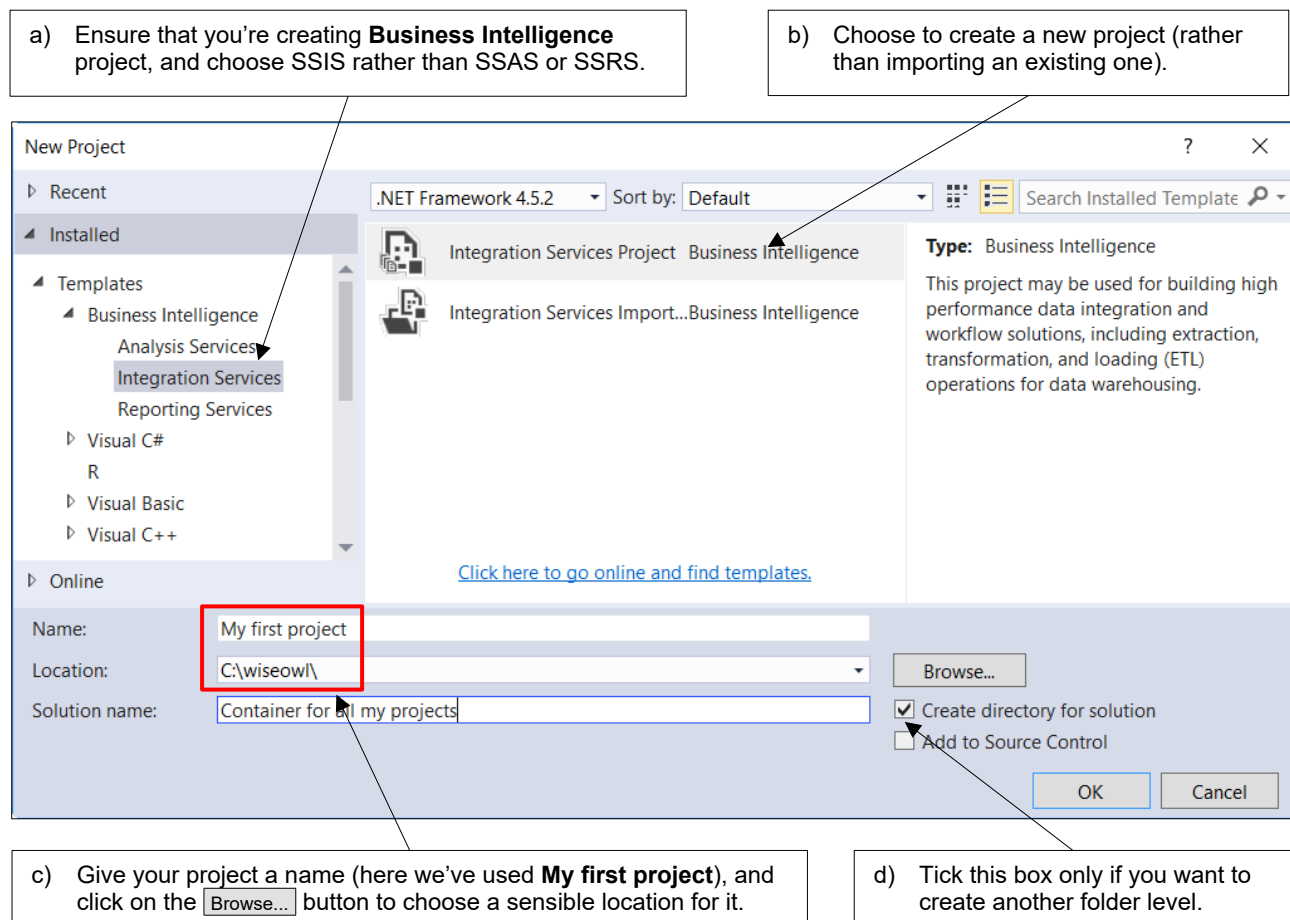 a) Ensure that you're creating Business Intelligence
project, and choose SSIS rather than SSAS or SSRS.
b) Choose to create a new project (rather
than importing an existing one).
New Project ?
Recent
.NET Framework 4.5.2 Sort by: Default
Search Installed Template
Installed
Templates
Business Intelligence
Analysis Services
Integration Services
Reporting Services
Visual C#
R
Visual Basic
Visual C++
Online
Integration Services Project Business Intelligence
Integration Services Import...Business Intelligence
Click here to go online and find templates.
Type: Business Intelligence
This project may be used for building high
performance data integration and
workflow solutions, including extraction,
transformation, and loading (ETL)
operations for data warehousing.
Name: My first project
Location: C:\wiseowl\ Browse...
Solution name: Container for all my projects
Create directory for solution
Add to Source Control
OK Cancel
c) Give your project a name (here we've used My first project), and
click on the Browse... button to choose a sensible location for it.
d) Tick this box only if you want to
create another folder level.